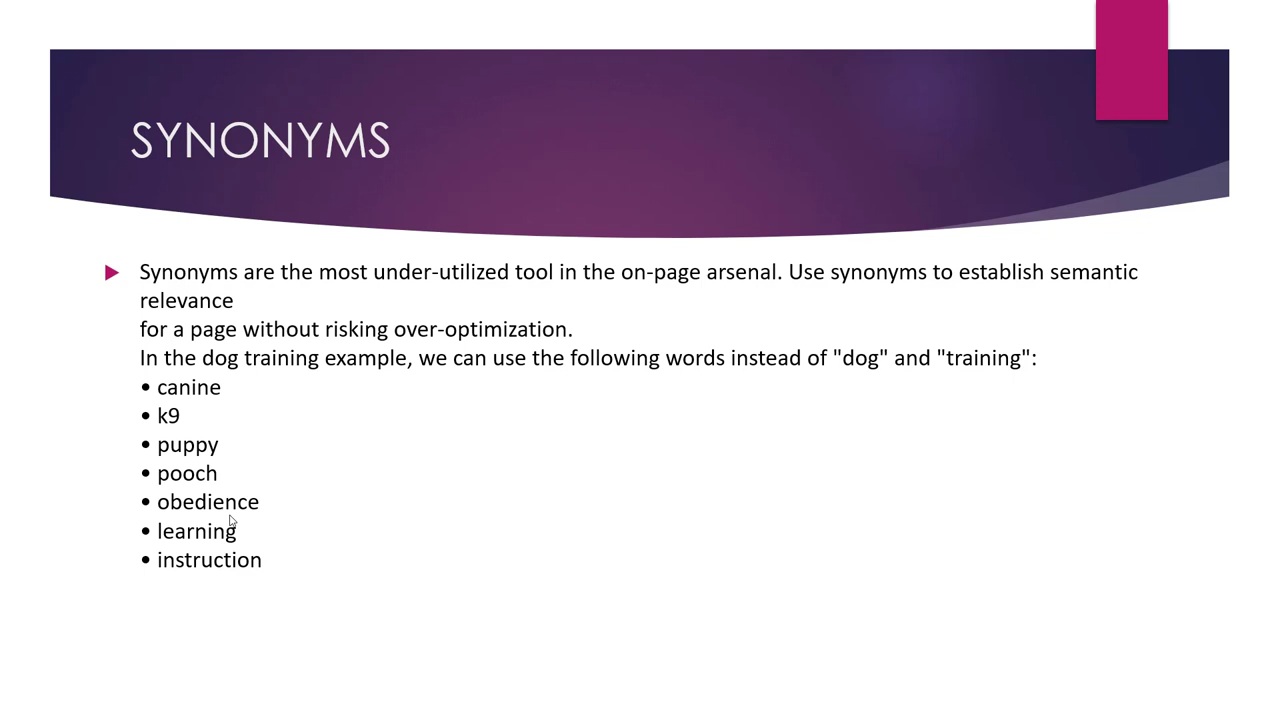 SYNONYMS
Synonyms are the most under-utilized tool in the on-page arsenal. Use synonyms to establish semantic
relevance
for a page without risking over-optimization.
In the dog training example, we can use the following words instead of "dog" and "training":
• canine
• k9
• puppy
• pooch
• obedience
• learning
• instruction